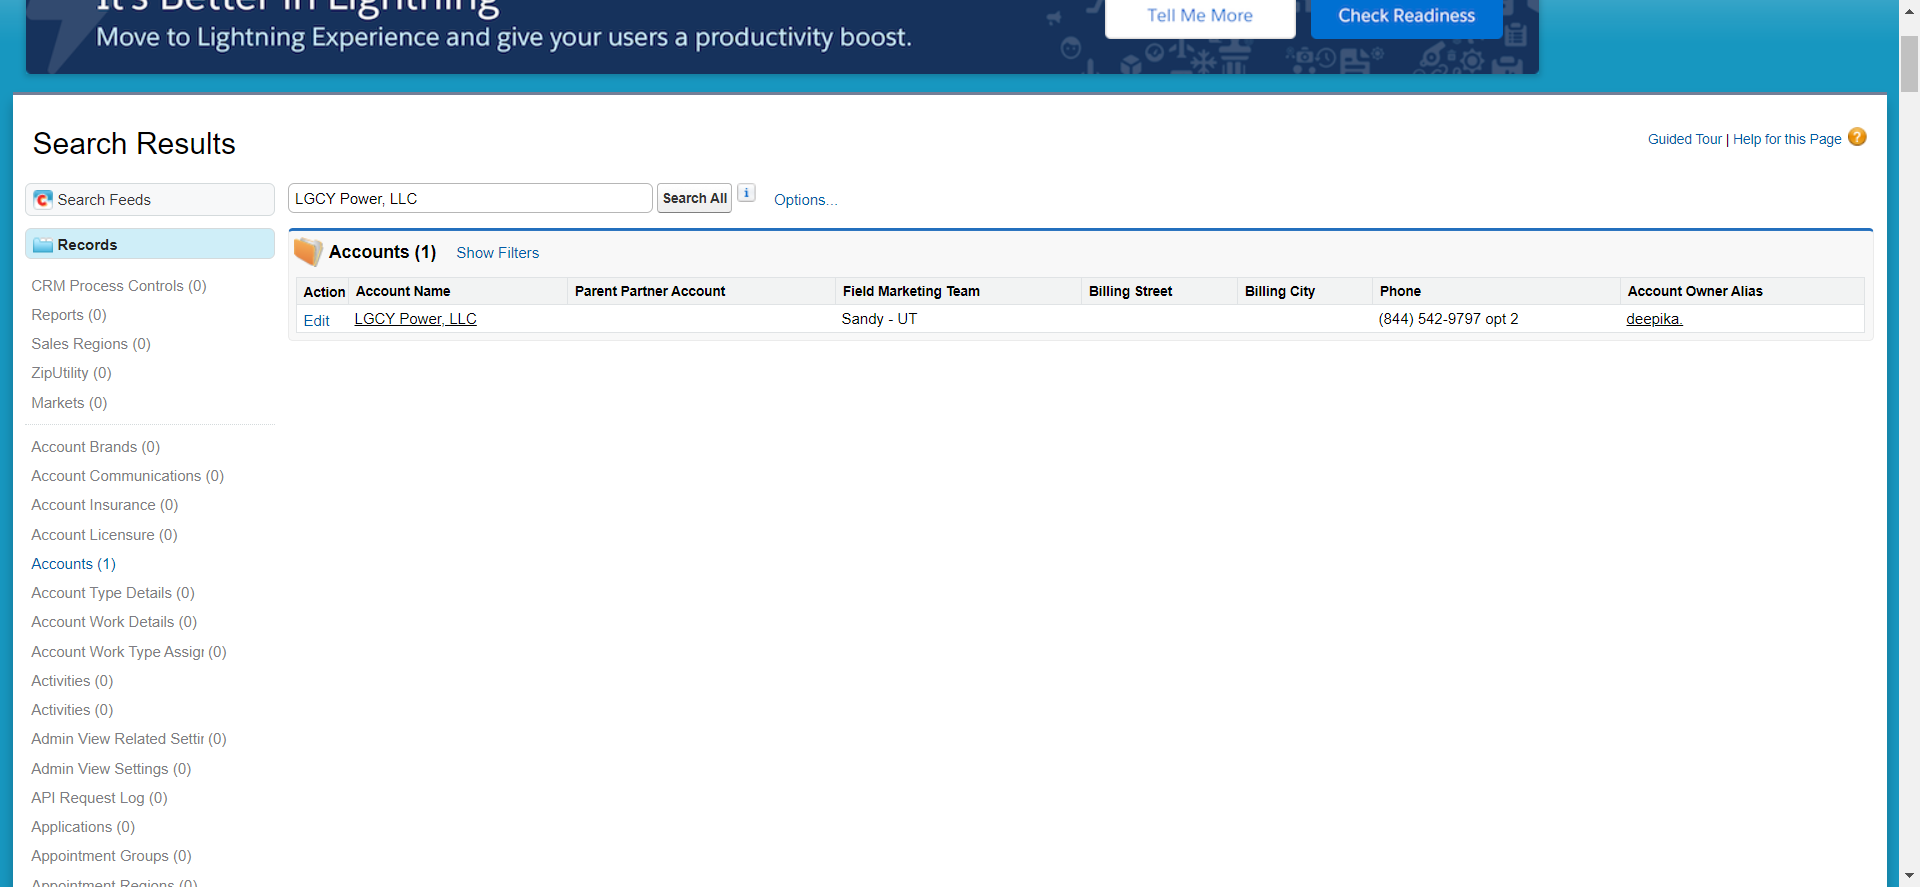 It's Better in Lightning
Move to Lightning Experience and give your users a productivity boost.
Tell Me More
Check Readiness
Search Results
Guided Tour | Help for this Page
Search Feeds
LGCY Power, LLC
Search All
Options...
Records
Accounts (1)
Show Filters
Action Account Name Parent Partner Account Field Marketing Team Billing Street Billing City Phone Account Owner Alias
Edit LGCY Power, LLC Sandy - UT (844) 542-9797 opt 2 deepika.
CRM Process Controls (0)
Reports (0)
Sales Regions (0)
ZipUtility (0)
Markets (0)
Account Brands (0)
Account Communications (0)
Account Insurance (0)
Account Licensure (0)
Accounts (1)
Account Type Details (0)
Account Work Details (0)
Account Work Type Assigr (0)
Activities (0)
Activities (0)
Admin View Related Settir (0)
Admin View Settings (0)
API Request Log (0)
Applications (0)
Appointment Groups (0)
Appointment Regions (0)